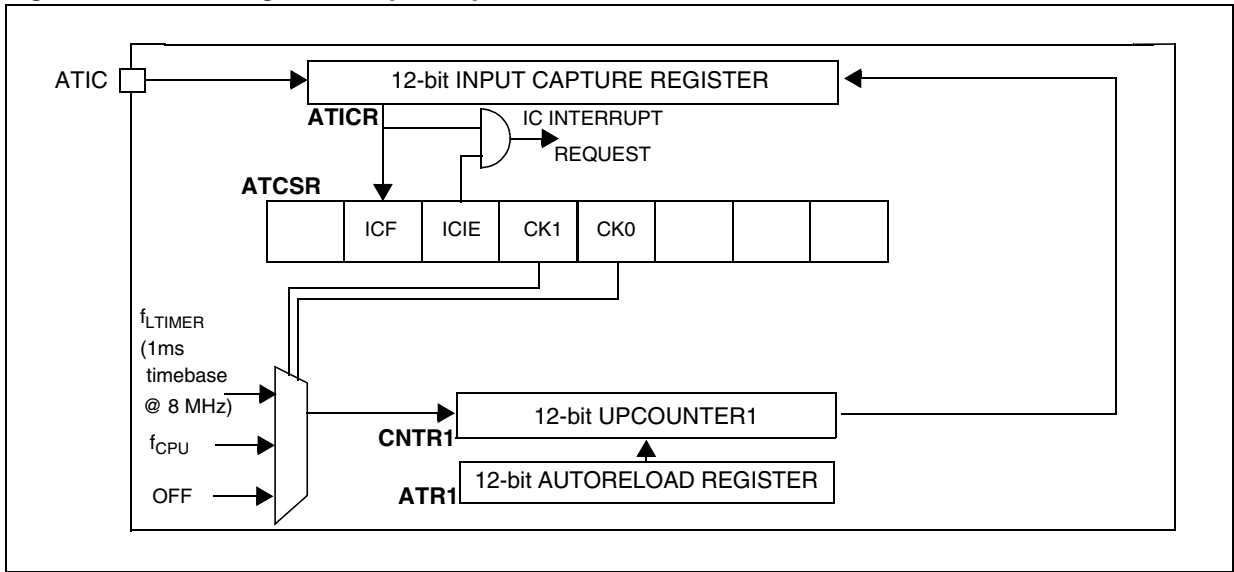 ATIC
12-bit INPUT CAPTURE REGISTER
ATICR
IC INTERRUPT
REQUEST
ATCSR
ICF ICIE CK1 CK0
fLTIMER
(1ms
timebase
@ 8 MHz)
fCPU
OFF
12-bit UPCOUNTER1
CNTR1
12-bit AUTORELOAD REGISTER
ATR1